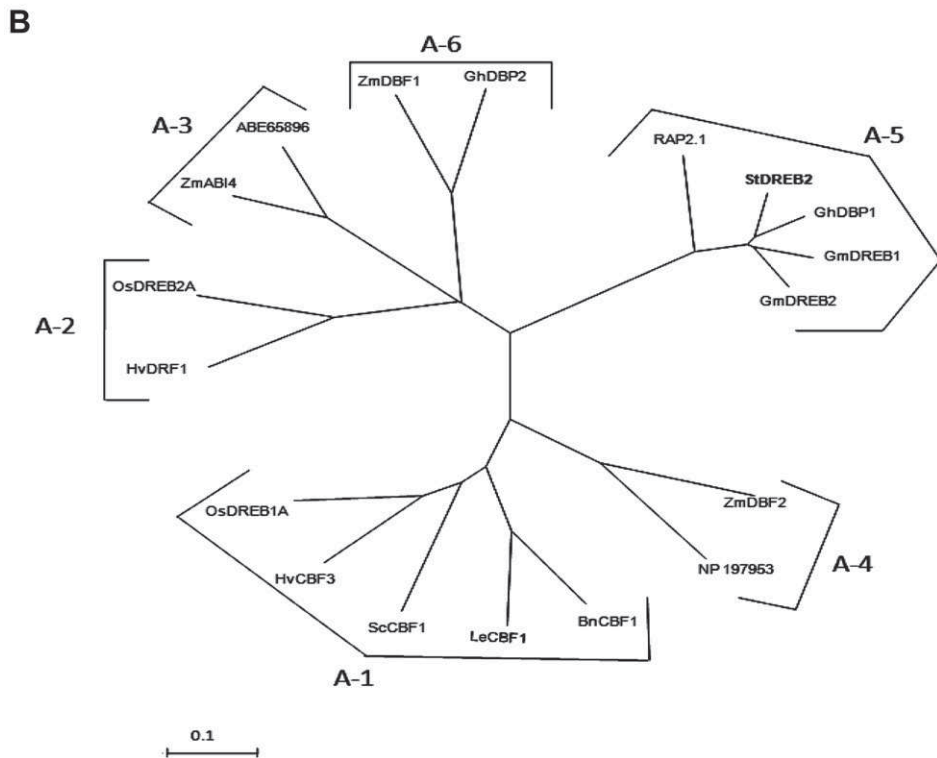 B
A-6
ZmDBF1
GhDBP2
A-3
ABE65896
ZmABI4
A-5
RAP2.1
StDREB2
GhDBP1
GmDREB1
GmDREB2
A-2
OsDREB2A
HvDRF1
OsDREB1A
HvCBF3
ScCBF1
LeCBF1
BnCBF1
A-1
ZmDBF2
NP 197953
A-4
0.1